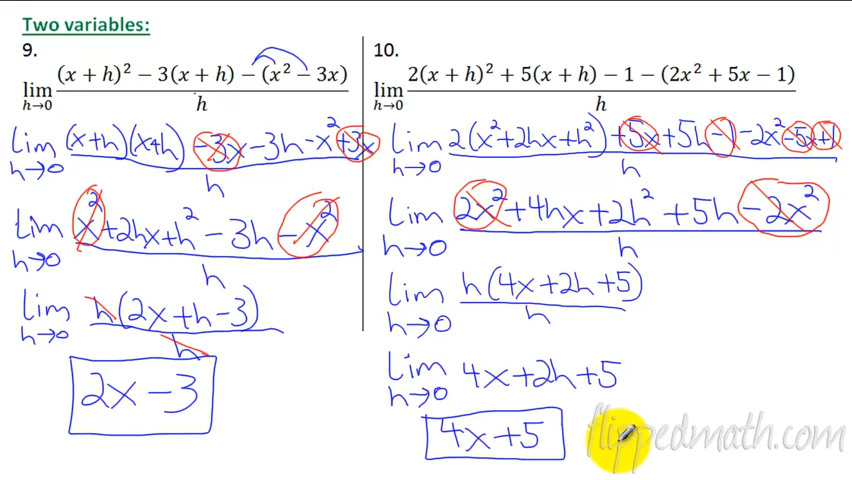 Two variables:
9.
lim h→0 (x + h)² − 3(x + h) − (x² − 3x) / h
lim h→0 (x+h)(x+h) −3x −3h −x² +3x / h
lim h→0 x² +2hx + h² − 3h − x² / h
lim h→0 h(2x + h − 3) / h
2x − 3
10.
lim h→0 2(x + h)² + 5(x + h) − 1 − (2x² + 5x − 1) / h
lim h→0 2(x² + 2hx + h²) + 5x + 5h − 1 − 2x² − 5x + 1 / h
lim h→0 2x² + 4hx + 2h² + 5h − 2x² / h
lim h→0 h(4x + 2h + 5) / h
lim h→0 4x + 2h + 5
4x + 5
flippedmath.com